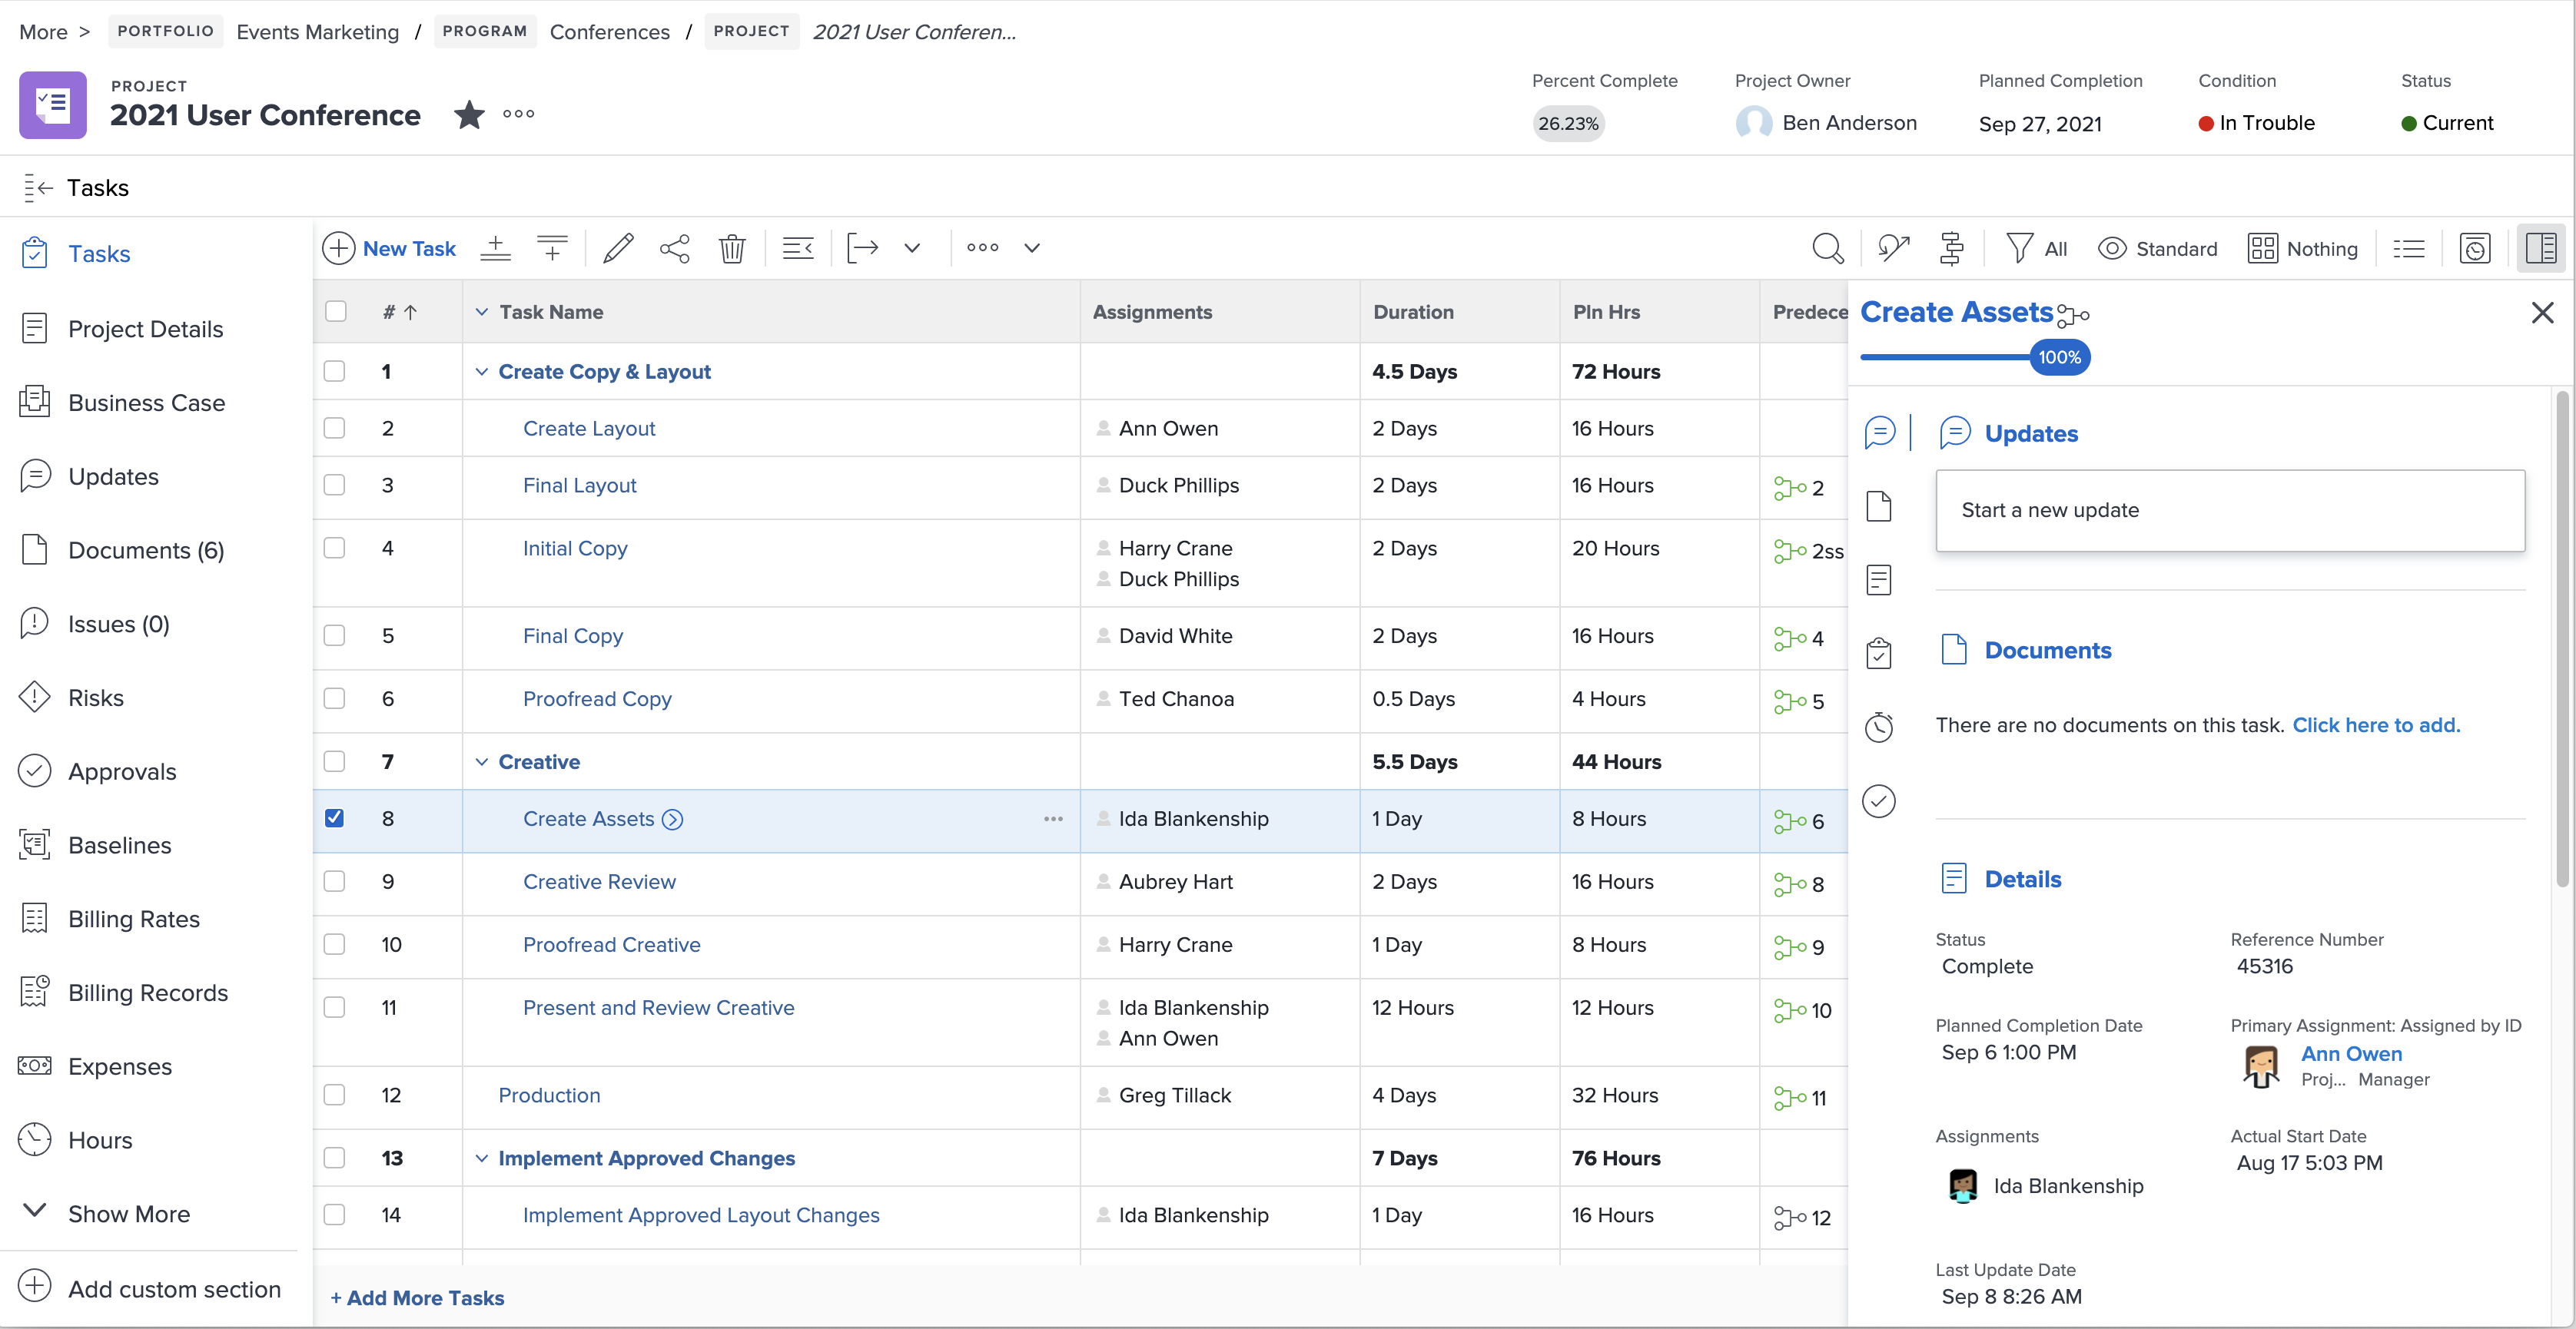 More > PORTFOLIO Events Marketing / PROGRAM Conferences / PROJECT 2021 User Conferen...
PROJECT
2021 User Conference
Percent Complete
26.23%
Project Owner
Ben Anderson
Planned Completion
Sep 27, 2021
Condition
In Trouble
Status
Current
Tasks
Tasks
Project Details
Business Case
Updates
Documents (6)
Issues (0)
Risks
Approvals
Baselines
Billing Rates
Billing Records
Expenses
Hours
Show More
Add custom section
New Task
All Standard Nothing
# Task Name Assignments Duration Pln Hrs Predece
1 Create Copy & Layout 4.5 Days 72 Hours
2 Create Layout Ann Owen 2 Days 16 Hours
3 Final Layout Duck Phillips 2 Days 16 Hours 2
4 Initial Copy Harry Crane 2 Days 20 Hours 2ss
Duck Phillips
5 Final Copy David White 2 Days 16 Hours 4
6 Proofread Copy Ted Chanoa 0.5 Days 4 Hours 5
7 Creative 5.5 Days 44 Hours
8 Create Assets Ida Blankenship 1 Day 8 Hours 6
9 Creative Review Aubrey Hart 2 Days 16 Hours 8
10 Proofread Creative Harry Crane 1 Day 8 Hours 9
11 Present and Review Creative Ida Blankenship 12 Hours 12 Hours 10
Ann Owen
12 Production Greg Tillack 4 Days 32 Hours 11
13 Implement Approved Changes 7 Days 76 Hours
14 Implement Approved Layout Changes Ida Blankenship 1 Day 16 Hours 12
+ Add More Tasks
Create Assets
100%
Updates
Start a new update
Documents
There are no documents on this task. Click here to add.
Details
Status
Complete
Reference Number
45316
Planned Completion Date
Sep 6 1:00 PM
Primary Assignment: Assigned by ID
Ann Owen
Proj... Manager
Assignments
Ida Blankenship
Actual Start Date
Aug 17 5:03 PM
Last Update Date
Sep 8 8:26 AM